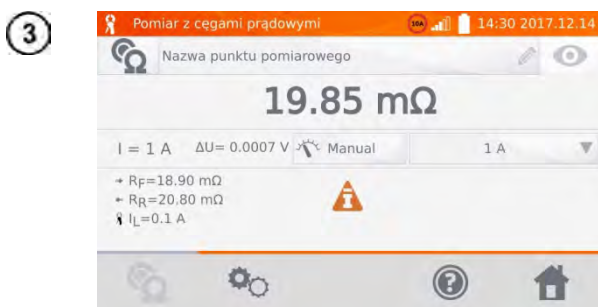 3
Pomiar z cęgami prądowymi 10A 14:30 2017.12.14
Nazwa punktu pomiarowego
19.85 mΩ
I = 1 A ΔU= 0.0007 V Manual 1 A
→ RF=18.90 mΩ
← RR=20.80 mΩ
IL=0.1 A